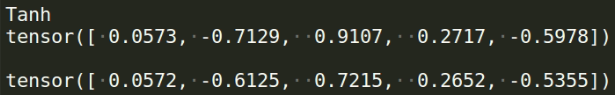 Tanh
tensor([ 0.0573, -0.7129,  0.9107,  0.2717, -0.5978])
tensor([ 0.0572, -0.6125,  0.7215,  0.2652, -0.5355])